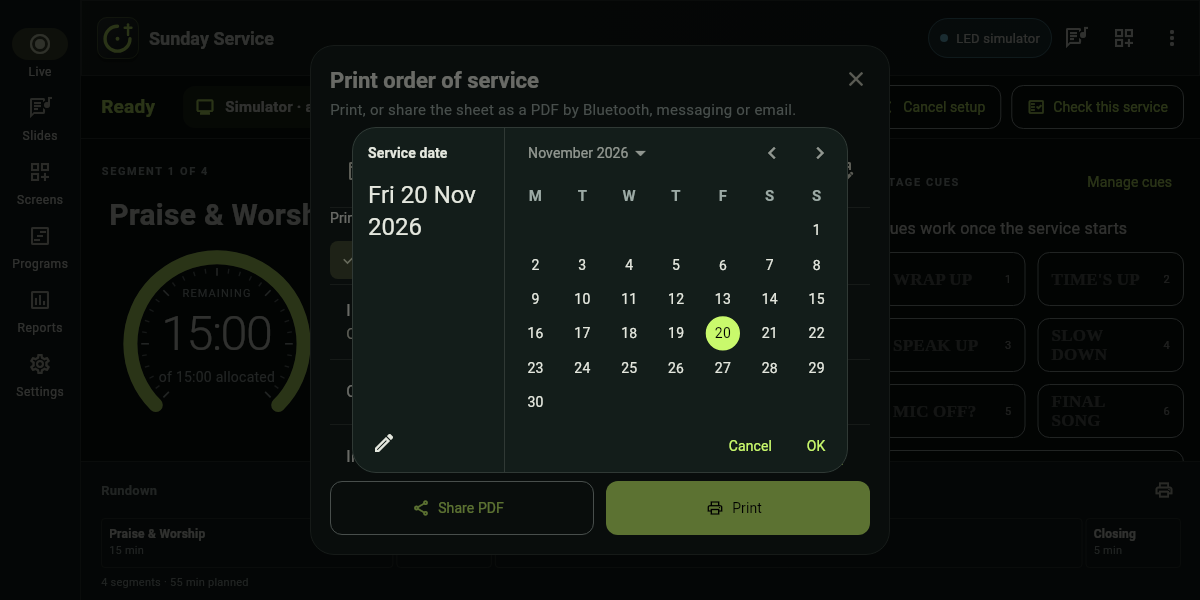 Sunday Service
LED simulator
Live
Slides
Screens
Programs
Reports
Settings
Ready
Simulator ·
Cancel setup
Check this service
SEGMENT 1 OF 4
Praise & Worsh
REMAINING
15:00
of 15:00 allocated
CUES
Manage cues
work once the service starts
WRAP UP 1
TIME'S UP 2
SPEAK UP 3
SLOW DOWN 4
MIC OFF? 5
FINAL SONG 6
Print order of service
Print, or share the sheet as a PDF by Bluetooth, messaging or email.
Service date
Fri 20 Nov
2026
November 2026
M T W T F S S
1
2 3 4 5 6 7 8
9 10 11 12 13 14 15
16 17 18 19 20 21 22
23 24 25 26 27 28 29
30
Cancel
OK
Share PDF
Print
Rundown
Praise & Worship
15 min
Closing
5 min
4 segments · 55 min planned